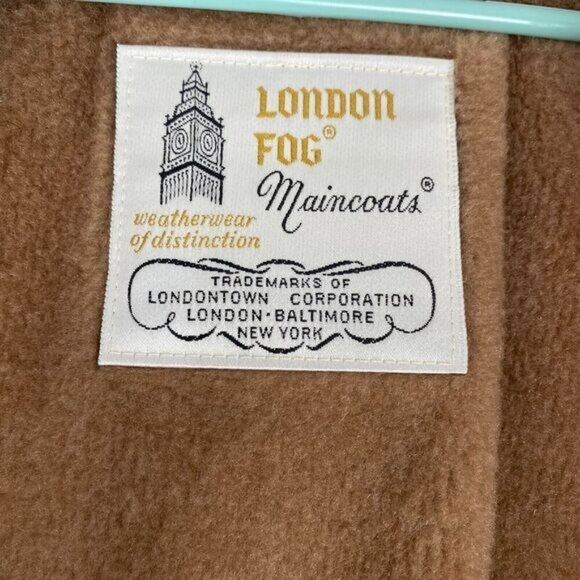 LONDON
FOG®
Maincoats®
weatherwear
of distinction
TRADEMARKS OF
LONDONTOWN CORPORATION
LONDON·BALTIMORE
NEW YORK